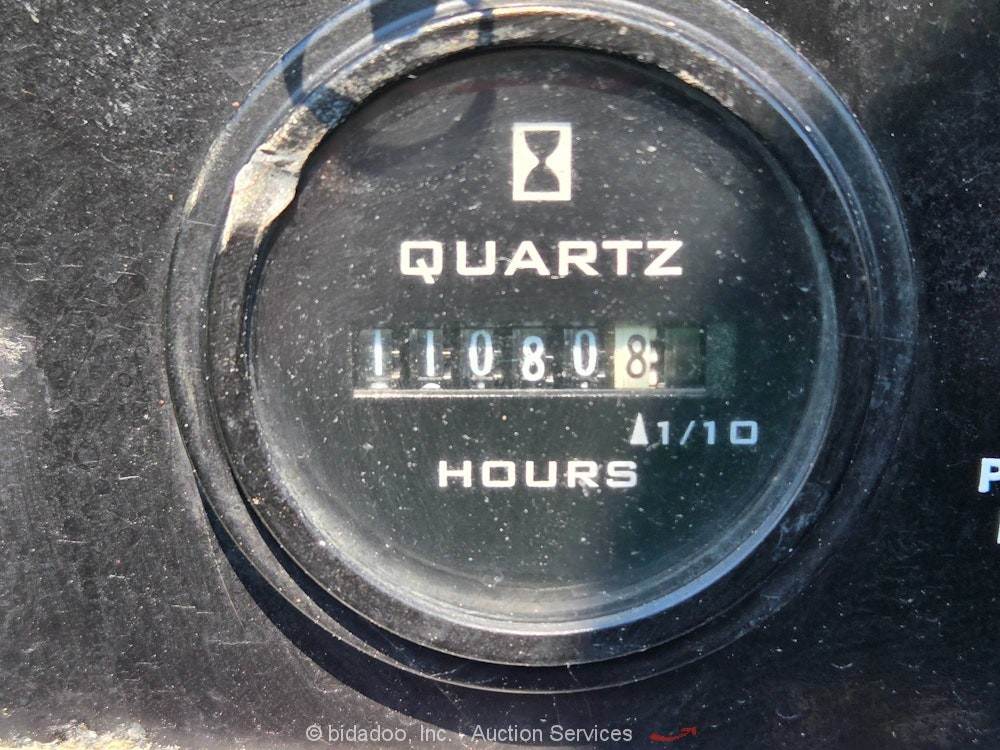 QUARTZ
110808
1/10
HOURS
P
© bidadoo, Inc. - Auction Services